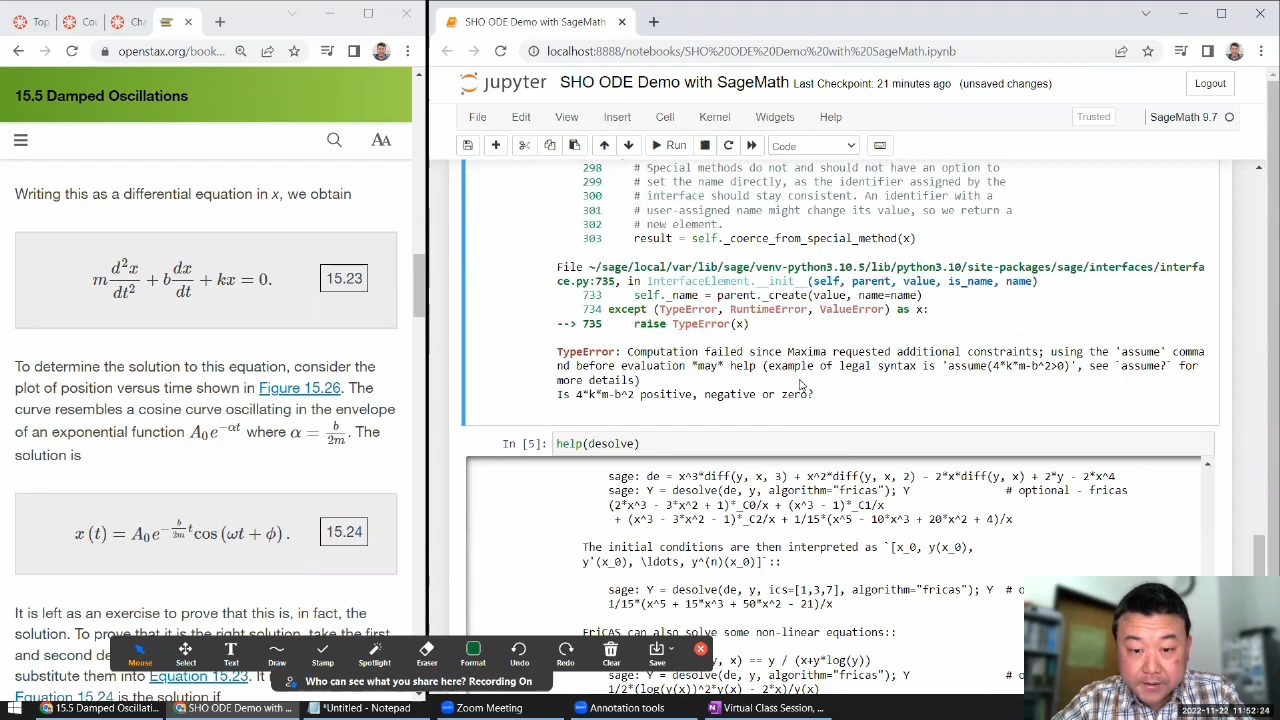 Top
Cou
Cha
SHO ODE Demo with SageMath
openstax.org/book...
localhost:8888/notebooks/SHO%20ODE%20Demo%20with%20SageMath.ipynb
15.5 Damped Oscillations
AA
Writing this as a differential equation in x, we obtain
m d²x/dt² + b dx/dt + kx = 0.
15.23
To determine the solution to this equation, consider the
plot of position versus time shown in Figure 15.26. The
curve resembles a cosine curve oscillating in the envelope
of an exponential function A₀e^−αt where α = b/2m. The
solution is
x (t) = A₀e^−(b/2m)t cos (ωt + ϕ) .
15.24
It is left as an exercise to prove that this is, in fact, the
solution. To prove that it is the right solution, take the first
and second de
substitute them into Equation 15.23. It
Equation 15.24 is the solution if
jupyter SHO ODE Demo with SageMath Last Checkpoint: 21 minutes ago (unsaved changes)
Logout
File Edit View Insert Cell Kernel Widgets Help
Trusted
SageMath 9.7
Run
Code
298 # Special methods do not and should not have an option to
299 # set the name directly, as the identifier assigned by the
300 # interface should stay consistent. An identifier with a
301 # user-assigned name might change its value, so we return a
302 # new element.
303 result = self._coerce_from_special_method(x)
File ~/sage/local/var/lib/sage/venv-python3.10.5/lib/python3.10/site-packages/sage/interfaces/interfa
ce.py:735, in InterfaceElement.__init__(self, parent, value, is_name, name)
733 self._name = parent._create(value, name=name)
734 except (TypeError, RuntimeError, ValueError) as x:
--> 735 raise TypeError(x)
TypeError: Computation failed since Maxima requested additional constraints; using the 'assume' comma
nd before evaluation *may* help (example of legal syntax is 'assume(4*k*m-b^2>0)', see `assume?` for
more details)
Is 4*k*m-b^2 positive, negative or zero?
In [5]: help(desolve)
sage: de = x^3*diff(y, x, 3) + x^2*diff(y, x, 2) - 2*x*diff(y, x) + 2*y - 2*x^4
sage: Y = desolve(de, y, algorithm="fricas"); Y # optional - fricas
(2*x^3 - 3*x^2 + 1)*_C0/x + (x^3 - 1)*_C1/x
+ (x^3 - 3*x^2 - 1)*_C2/x + 1/15*(x^5 - 10*x^3 + 20*x^2 + 4)/x
The initial conditions are then interpreted as `[x_0, y(x_0),
y'(x_0), \ldots, y^(n)(x_0)]`::
sage: Y = desolve(de, y, ics=[1,3,7], algorithm="fricas"); Y # o
1/15*(x^5 + 15*x^3 + 50*x^2 - 21)/x
FriCAS can also solve some non-linear equations::
y, x) == y / (x+y*log(y))
sage: Y = desolve(de, y, algorithm="fricas"); Y
1/2*(log(y(x))*y(x)
Mouse Select Text Draw Stamp Spotlight Eraser Format Undo Redo Clear Save
Who can see what you share here? Recording On
15.5 Damped Oscillati...
SHO ODE Demo with ...
*Untitled - Notepad
Zoom Meeting
Annotation tools
Virtual Class Session, ...
2022-11-22 11:52:24